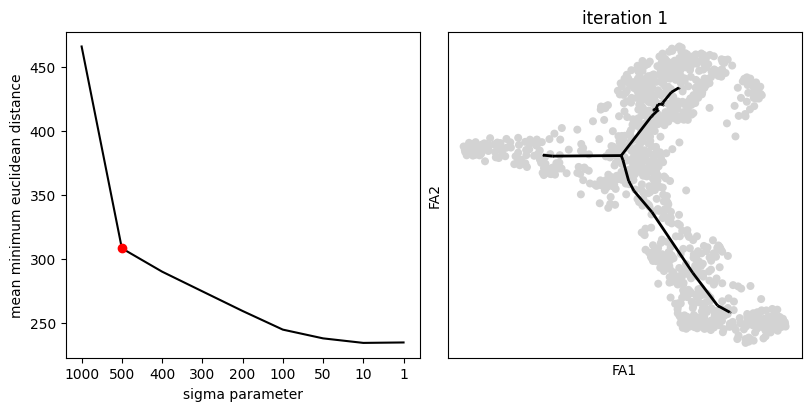 iteration 1
450
400
350
300
250
mean minimum euclidean distance
1000 500 400 300 200 100 50 10 1
sigma parameter
FA2
FA1